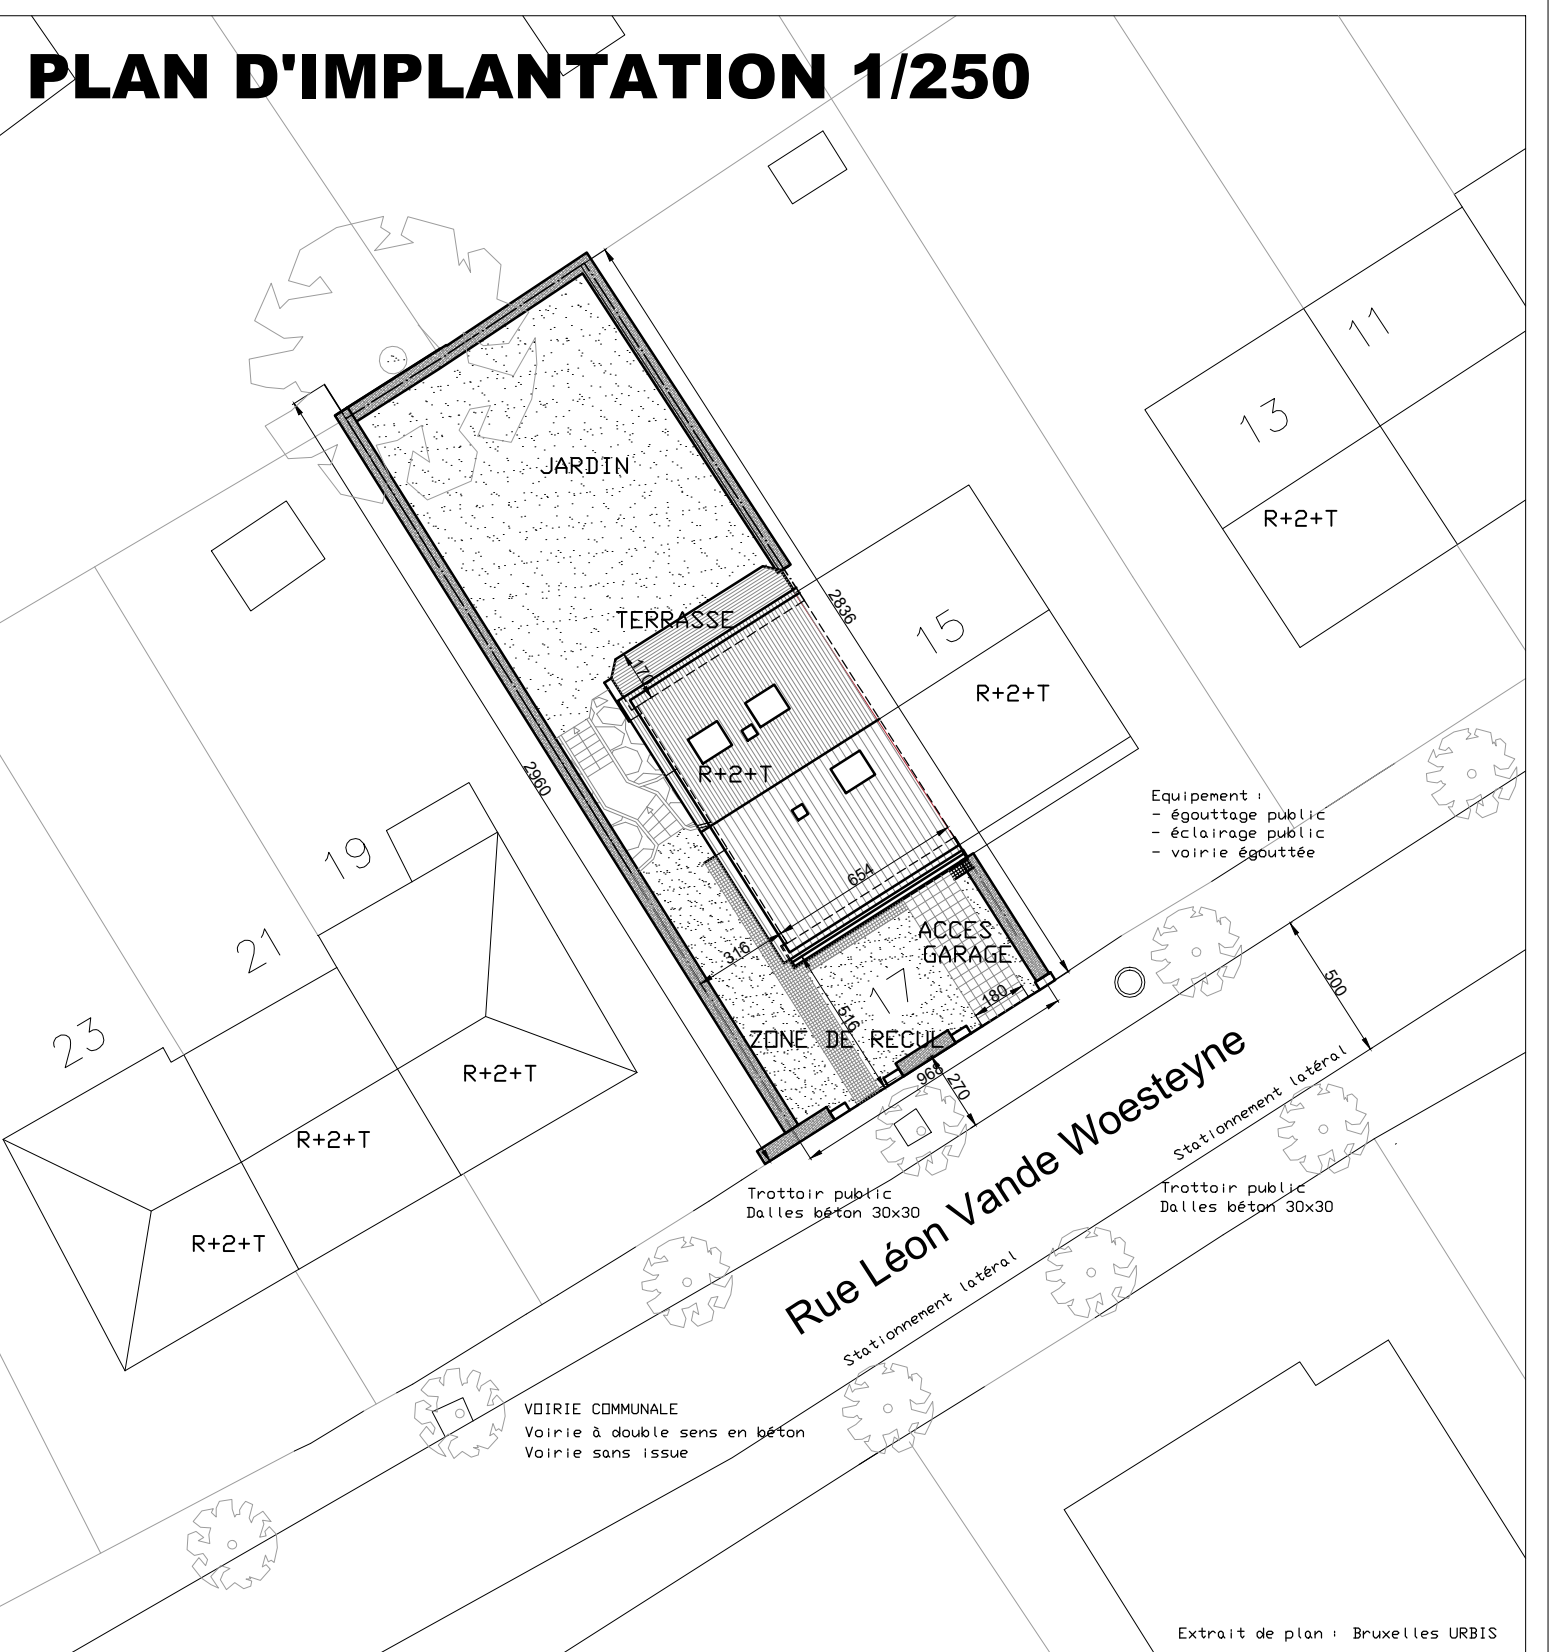 PLAN D'IMPLANTATION 1/250
11
13
R+2+T
JARDIN
2836
TERRASSE
15
170
R+2+T
R+2+T
2960
Equipement :
- égouttage public
- éclairage public
- voirie égouttée
19
654
21
ACCES
GARAGE
316
17
180
500
516
23
ZONE DE RECUL
R+2+T
968
270
R+2+T
R+2+T
Rue Léon Vande Woesteyne
Stationnement latéral
Trottoir public
Dalles béton 30x30
Trottoir public
Dalles béton 30x30
Stationnement latéral
VOIRIE COMMUNALE
Voirie à double sens en béton
Voirie sans issue
Extrait de plan : Bruxelles URBIS